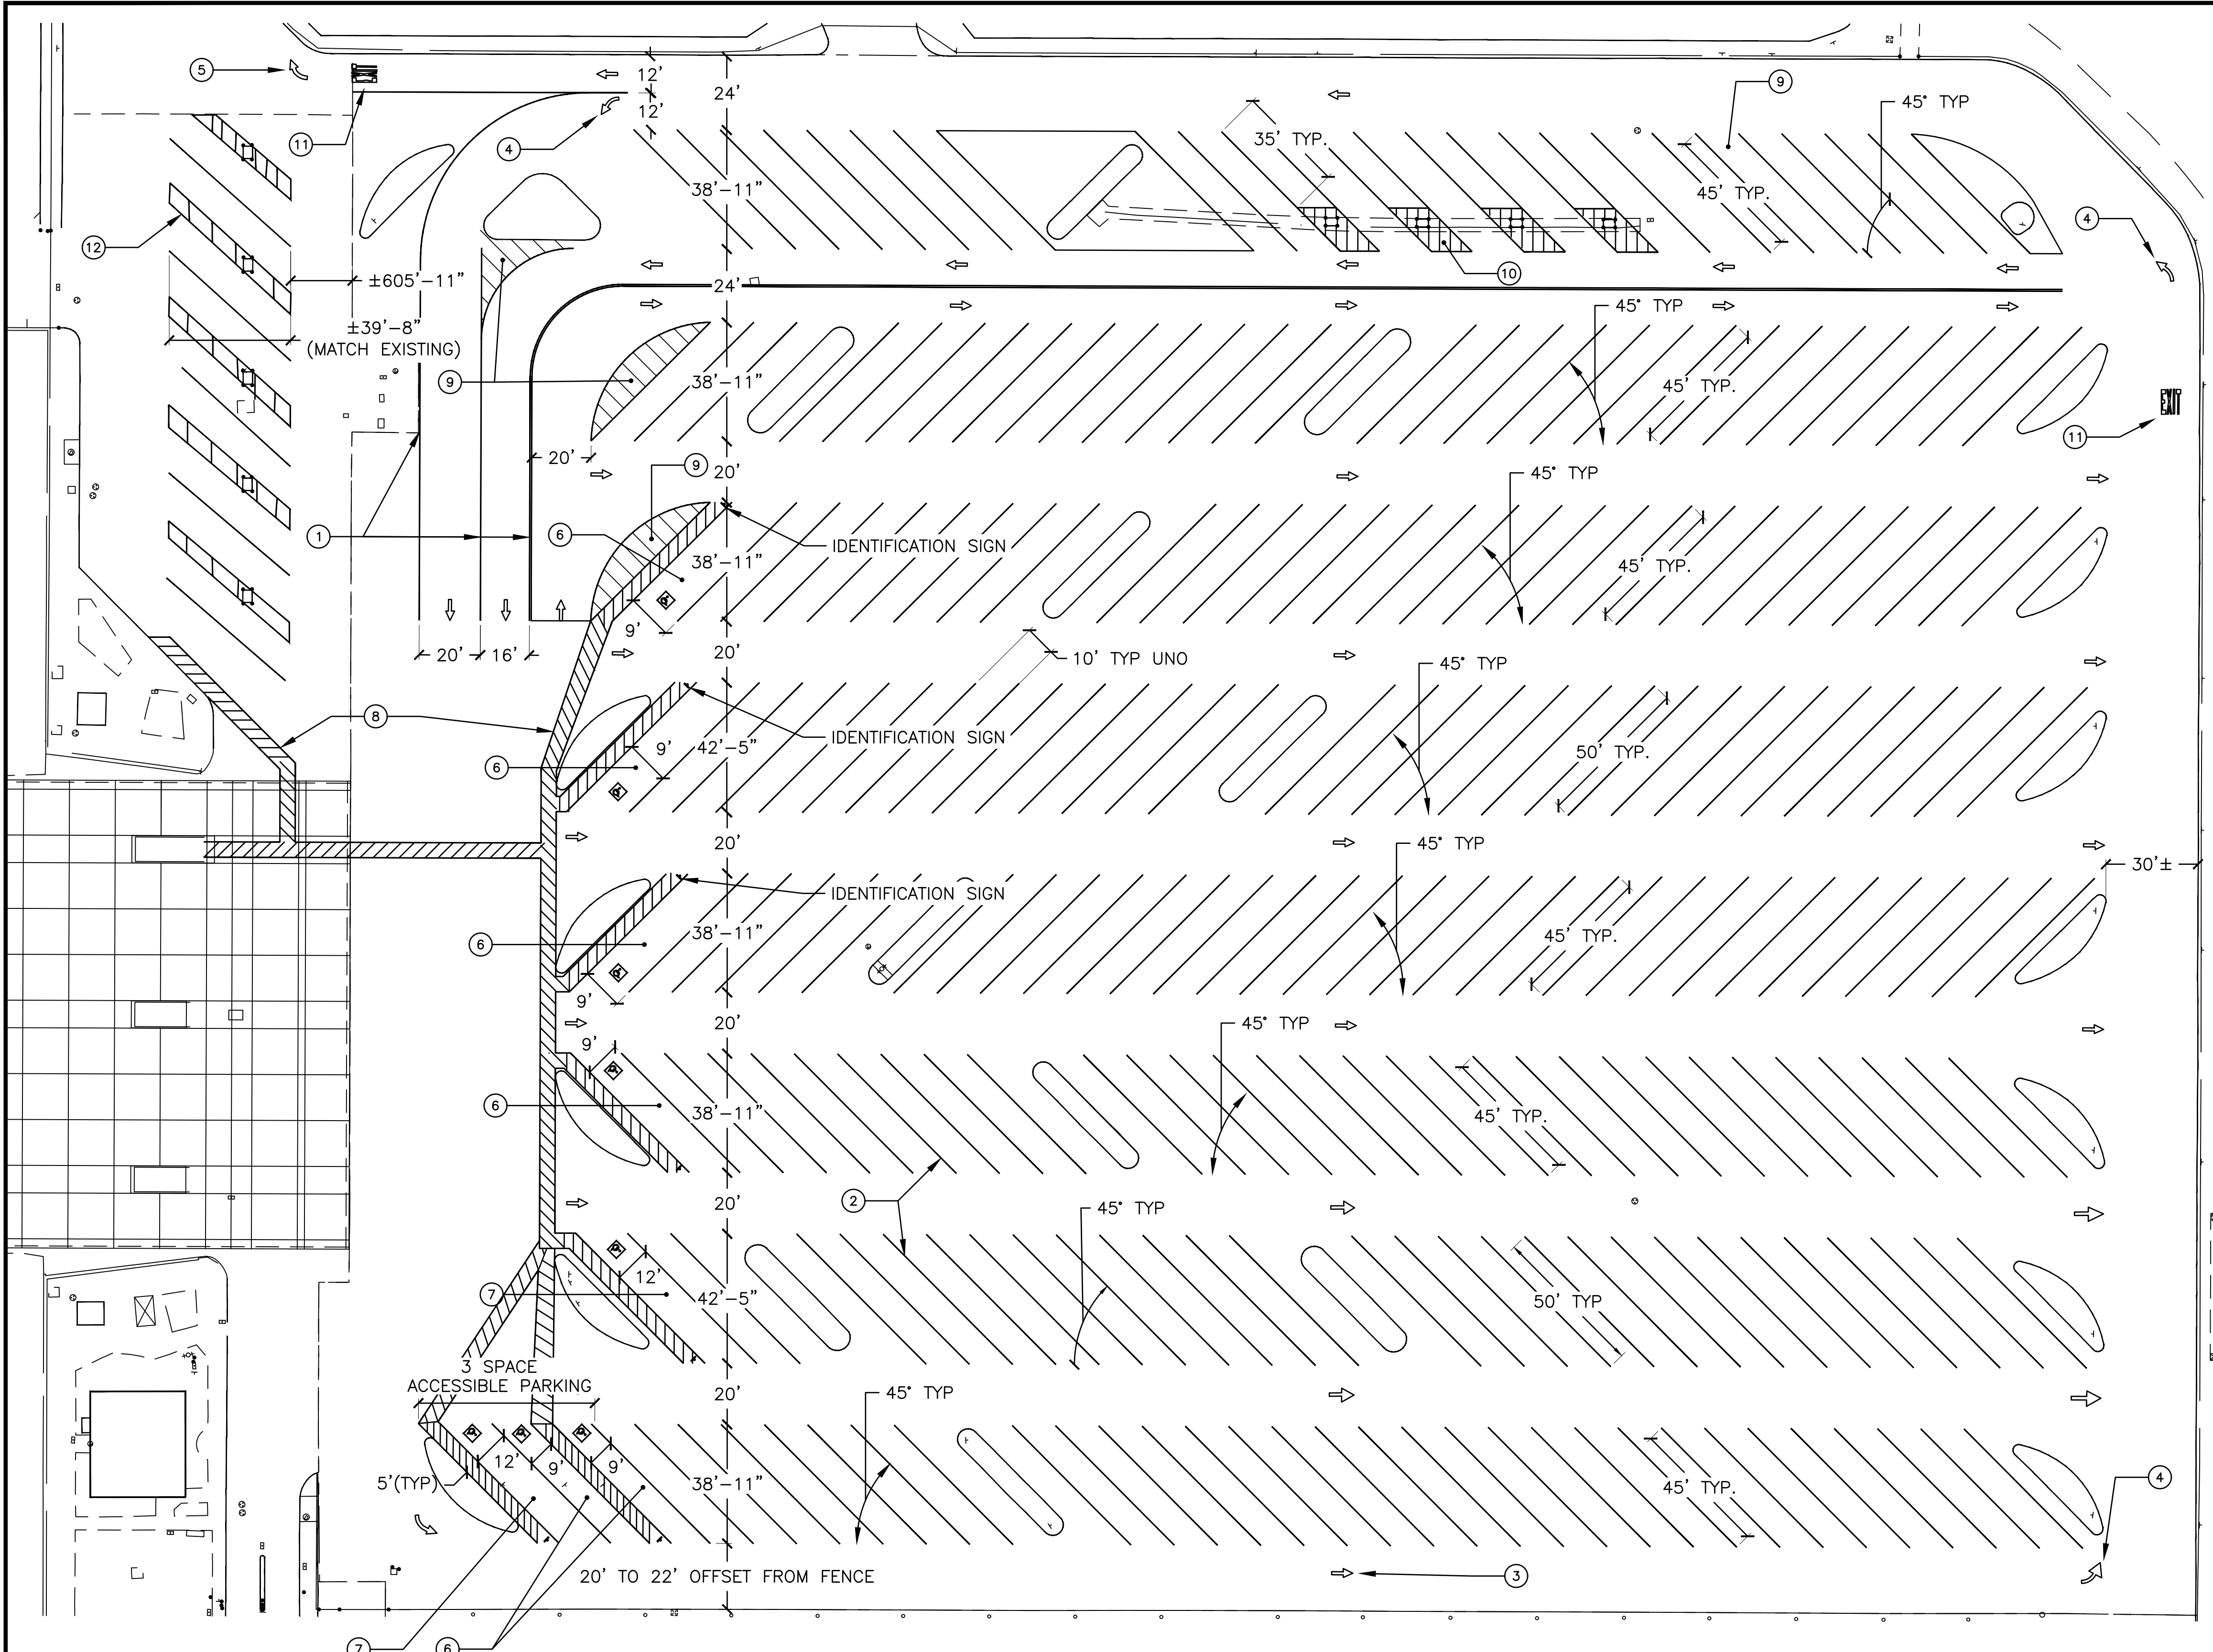 5
EXIT
12'
24'
12'
9
45° TYP
11
4
35' TYP.
38'-11"
45' TYP.
12
4
±605'-11"
10
24'
±39'-8"
(MATCH EXISTING)
45° TYP
9
38'-11"
45' TYP.
EXIT
11
20'
9
20'
45° TYP
1
6
IDENTIFICATION SIGN
38'-11"
45' TYP.
9'
20'
16'
20'
10' TYP UNO
45° TYP
8
IDENTIFICATION SIGN
9'
42'-5"
50' TYP.
6
20'
45° TYP
30'±
IDENTIFICATION SIGN
38'-11"
45' TYP.
6
9'
20'
45° TYP
9'
6
38'-11"
45' TYP.
2
20'
45° TYP
12'
7
42'-5"
50' TYP
3 SPACE
ACCESSIBLE PARKING
20'
45° TYP
12'
9'
9'
5'(TYP)
38'-11"
45' TYP.
4
20' TO 22' OFFSET FROM FENCE
3
7
6